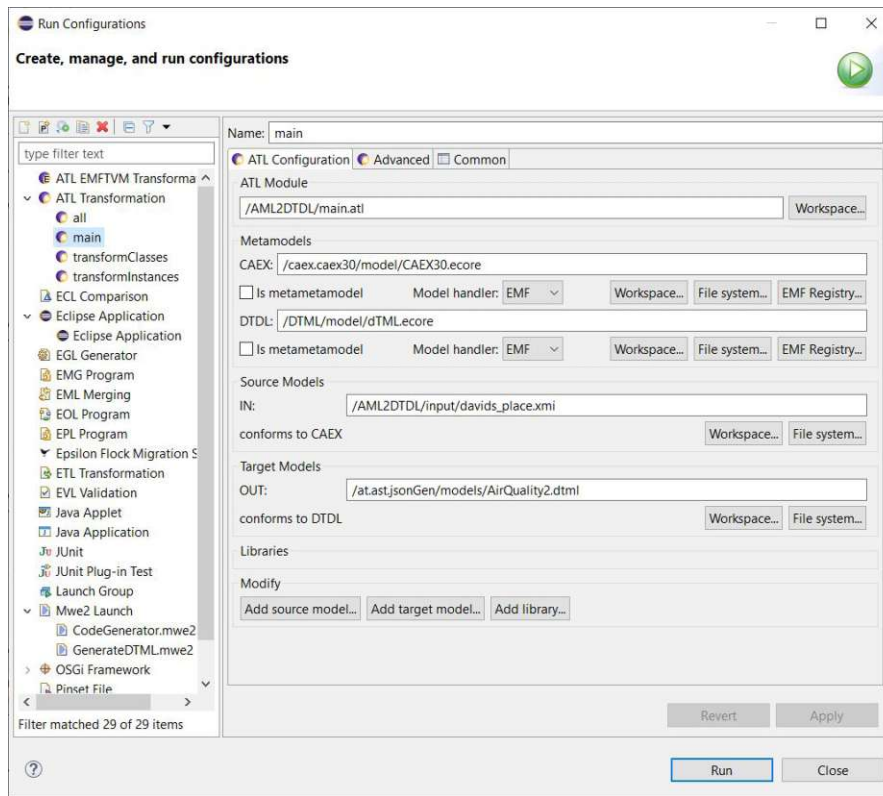 Run Configurations
Create, manage, and run configurations
type filter text
ATL EMFTVM Transforma
ATL Transformation
all
main
transformClasses
transformInstances
ECL Comparison
Eclipse Application
Eclipse Application
EGL Generator
EMG Program
EML Merging
EOL Program
EPL Program
Epsilon Flock Migration S
ETL Transformation
EVL Validation
Java Applet
Java Application
JUnit
JUnit Plug-in Test
Launch Group
Mwe2 Launch
CodeGenerator.mwe2
GenerateDTML.mwe2
OSGi Framework
Pinset File
Filter matched 29 of 29 items
Name: main
ATL Configuration Advanced Common
ATL Module
/AML2DTDL/main.atl Workspace...
Metamodels
CAEX: /caex.caex30/model/CAEX30.ecore
Is metametamodel Model handler: EMF Workspace... File system... EMF Registry...
DTDL: /DTML/model/dTML.ecore
Is metametamodel Model handler: EMF Workspace... File system... EMF Registry...
Source Models
IN: /AML2DTDL/input/davids_place.xmi
conforms to CAEX Workspace... File system...
Target Models
OUT: /at.ast.jsonGen/models/AirQuality2.dtml
conforms to DTDL Workspace... File system...
Libraries
Modify
Add source model... Add target model... Add library...
Revert Apply
Run Close